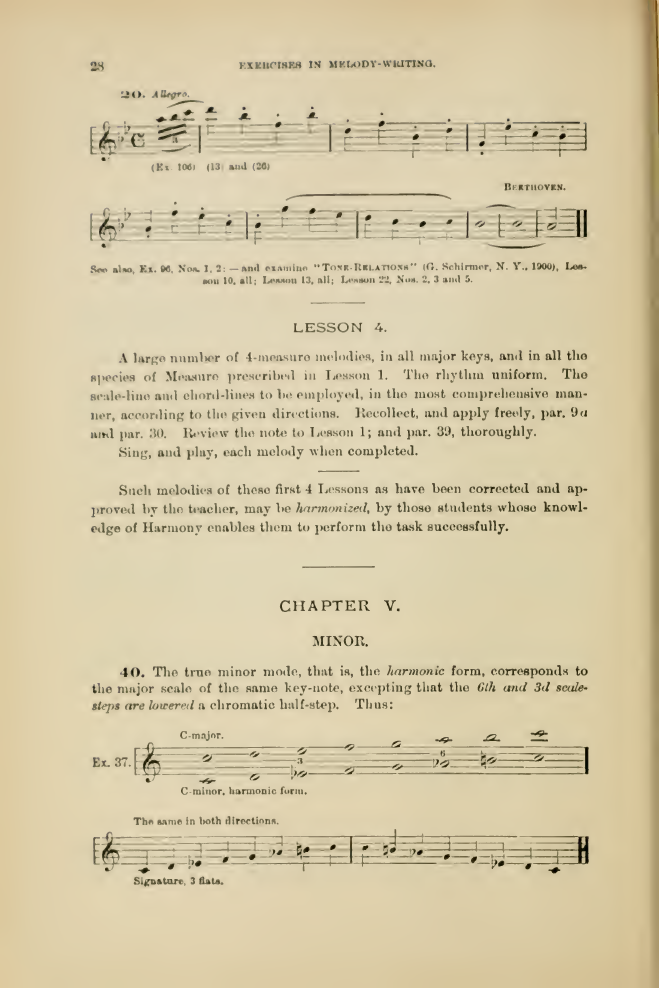 28
EXERCISES IN MELODY-WRITING.
20. Allegro.
3
(Ex. 106) (13) and (26)
BEETHOVEN.
See also, Ex. 96, Nos. 1, 2; — and examine "TONE-RELATIONS" (G. Schirmer, N. Y., 1900), Les-
son 10, all; Lesson 13, all; Lesson 22, Nos. 2, 3 and 5.
LESSON 4.
A large number of 4-measure melodies, in all major keys, and in all the
species of Measure prescribed in Lesson 1. The rhythm uniform. The
scale-line and chord-lines to be employed, in the most comprehensive man-
ner, according to the given directions. Recollect, and apply freely, par. 9a
and par. 30. Review the note to Lesson 1; and par. 39, thoroughly.
Sing, and play, each melody when completed.
Such melodies of these first 4 Lessons as have been corrected and ap-
proved by the teacher, may be harmonized, by those students whose knowl-
edge of Harmony enables them to perform the task successfully.
CHAPTER V.
MINOR.
40. The true minor mode, that is, the harmonic form, corresponds to
the major scale of the same key-note, excepting that the 6th and 3d scale-
steps are lowered a chromatic half-step. Thus:
C-major.
Ex. 37.
3 6
C-minor, harmonic form.
The same in both directions.
Signature, 3 flats.